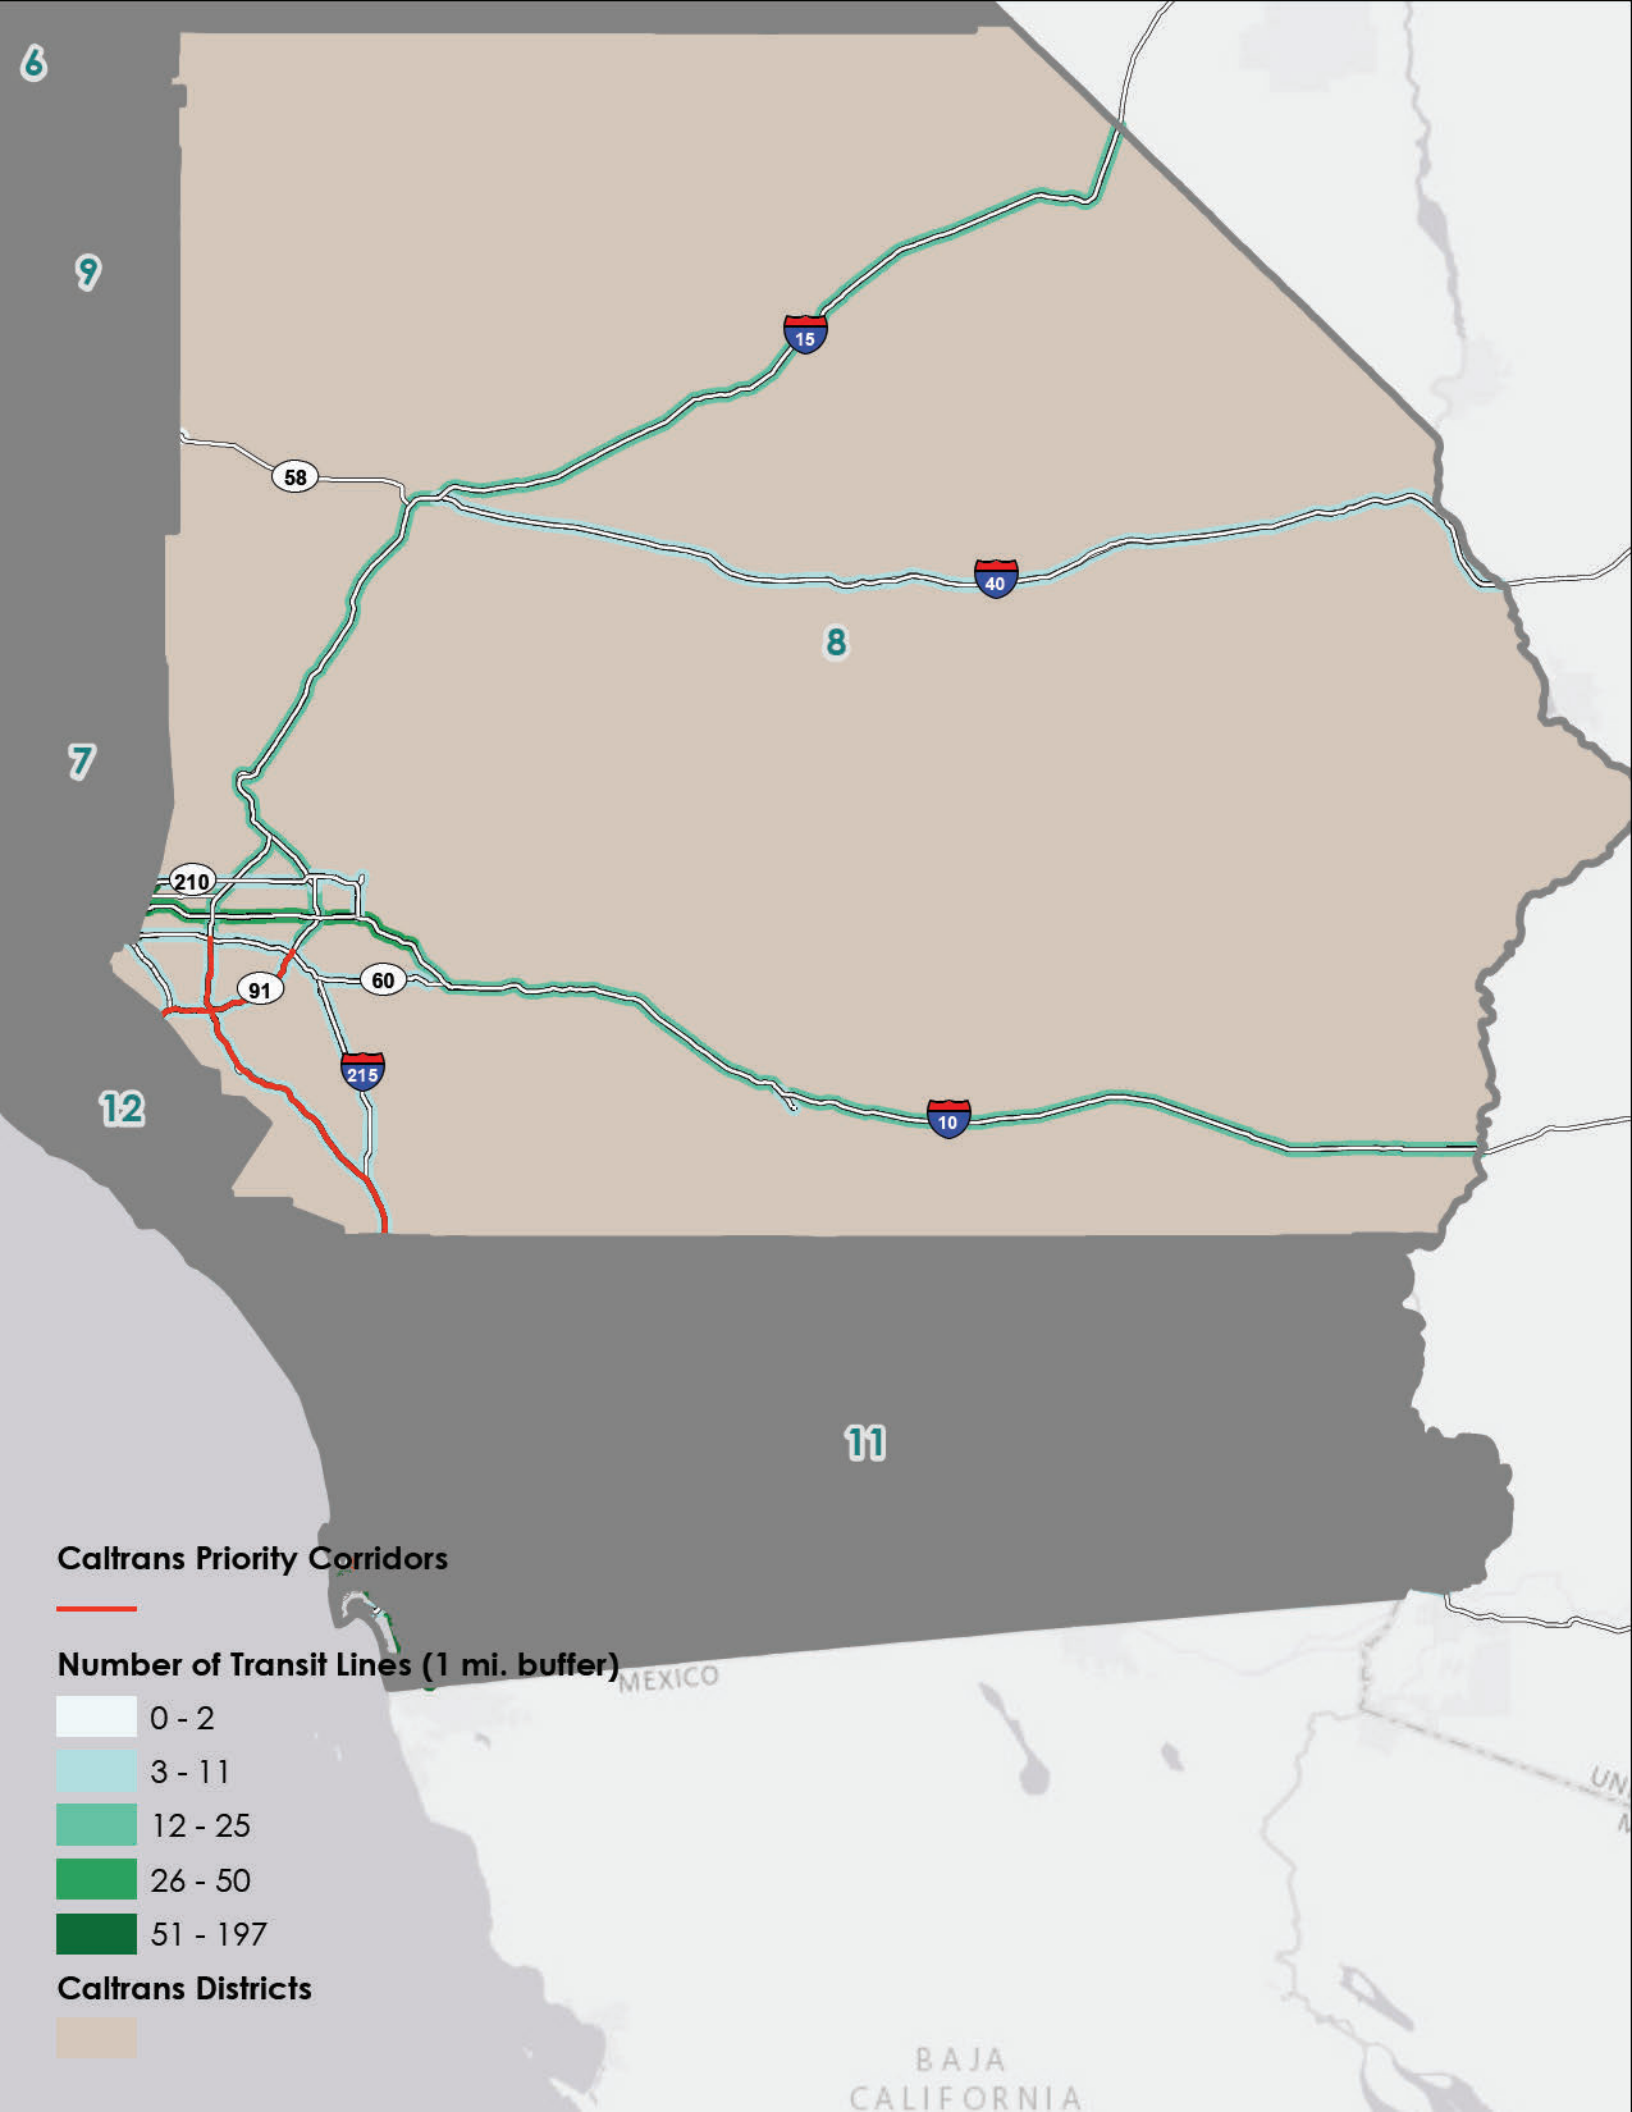 6
9
15
58
40
8
7
210
60
91
215
12
10
11
Caltrans Priority Corridors
Number of Transit Lines (1 mi. buffer)
MEXICO
0 - 2
3 - 11
UN
12 - 25
M
26 - 50
51 - 197
Caltrans Districts
BAJA
CALIFORNIA